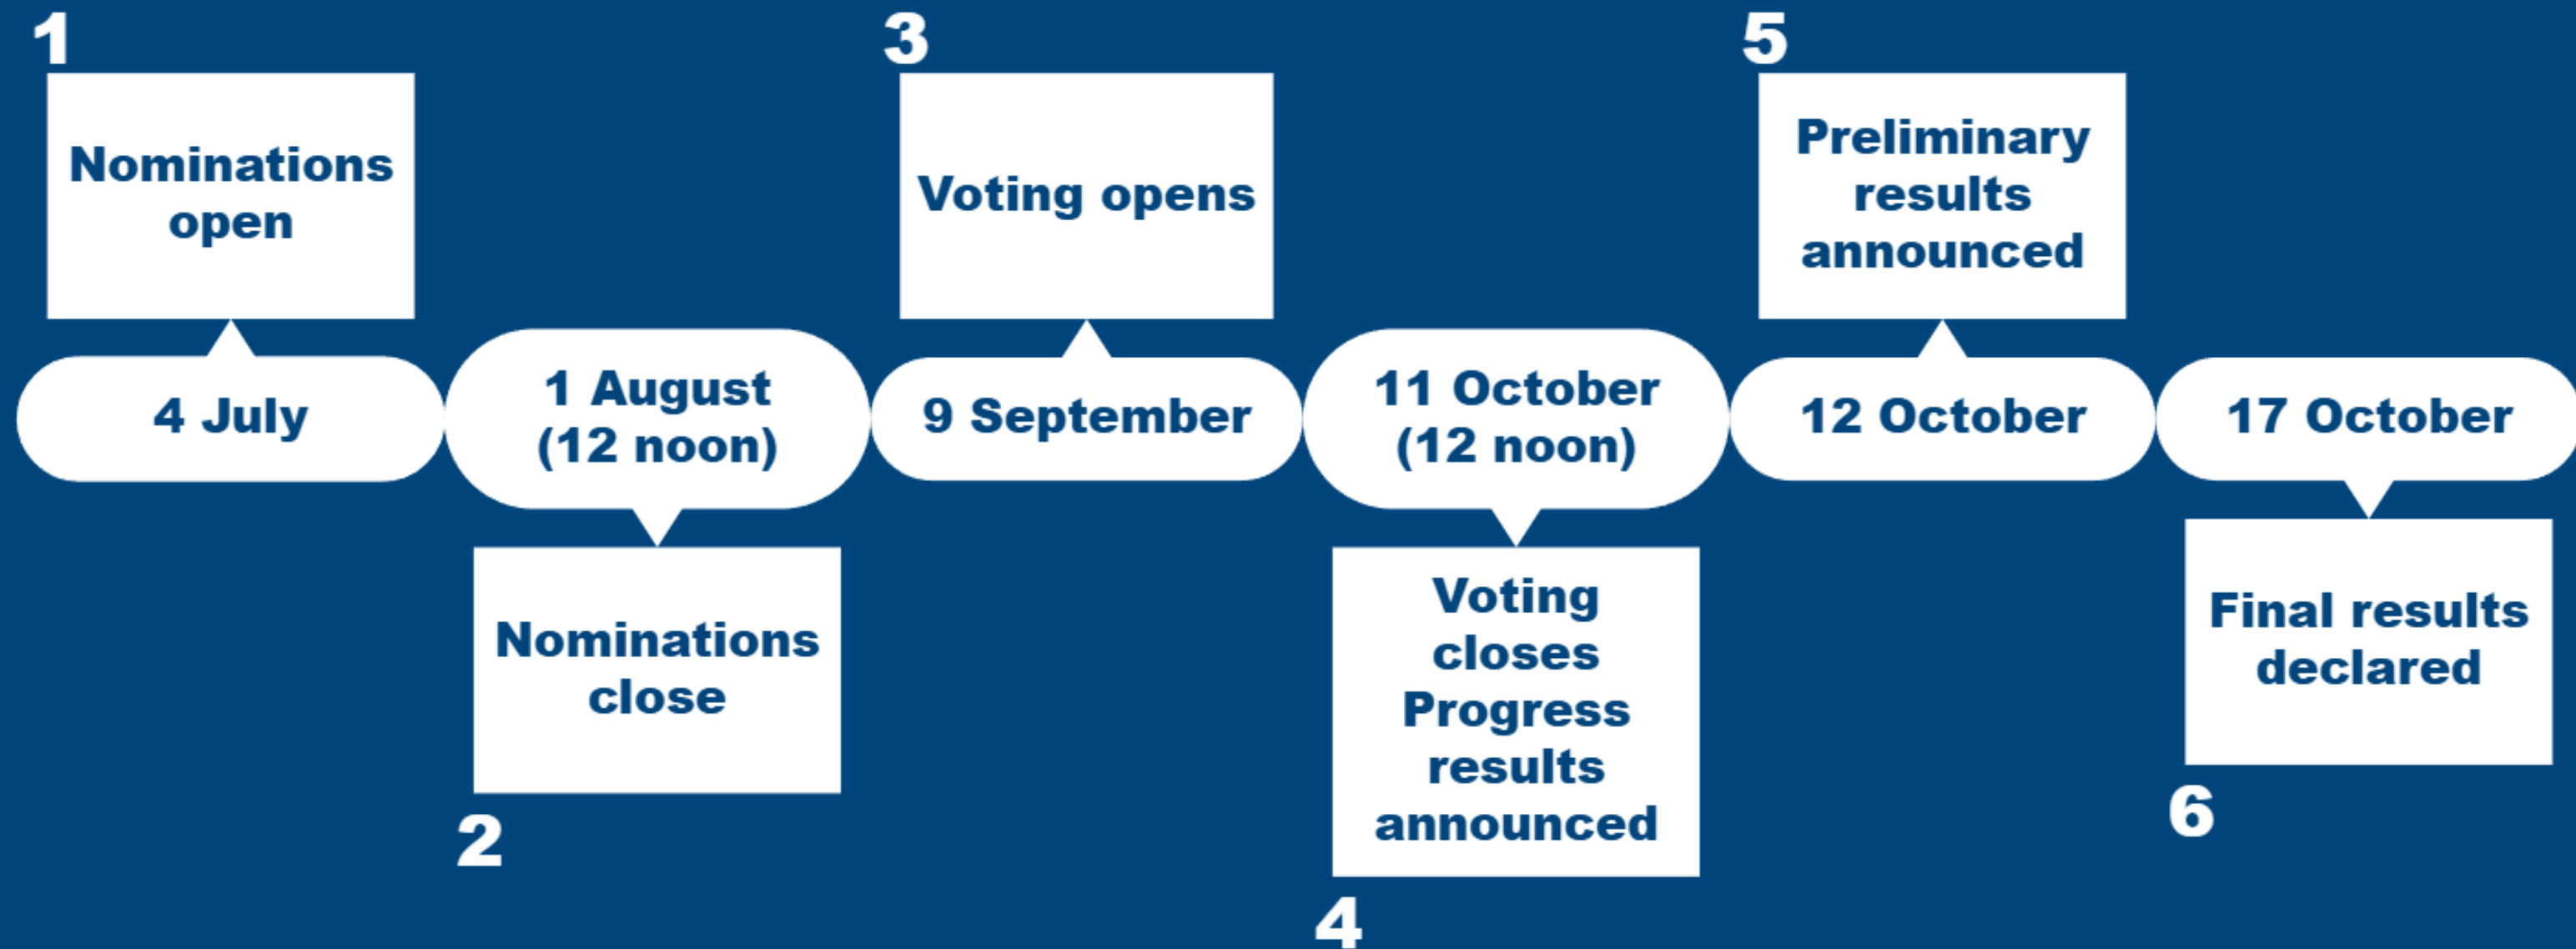 1
Nominations
open
4 July
1 August
(12 noon)
Nominations
close
2
3
Voting opens
9 September
11 October
(12 noon)
Voting
closes
Progress
results
announced
4
5
Preliminary
results
announced
12 October
17 October
Final results
declared
6